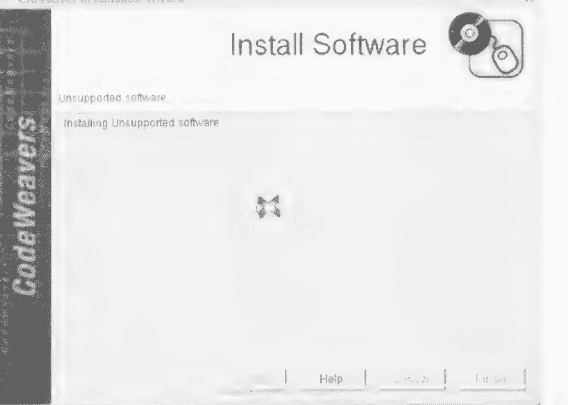 Install Software
Unsupported software
Installing Unsupported software
CodeWeavers
Help